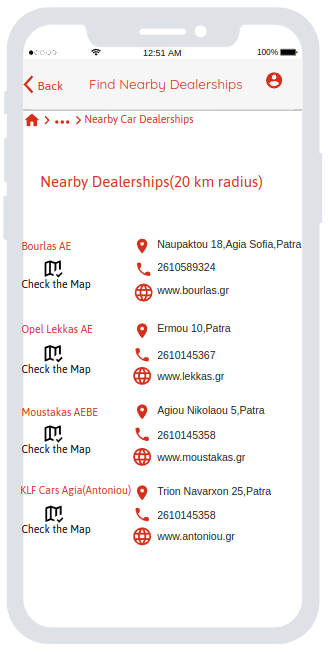 12:51 AM
100%
Back
Find Nearby Dealerships
Nearby Car Dealerships
Nearby Dealerships(20 km radius)
Bourlas AE
Naupaktou 18,Agia Sofia,Patra
2610589324
Check the Map
www.bourlas.gr
Opel Lekkas AE
Ermou 10,Patra
2610145367
Check the Map
www.lekkas.gr
Moustakas AEBE
Agiou Nikolaou 5,Patra
2610145358
Check the Map
www.moustakas.gr
KLF Cars Agia(Antoniou)
Trion Navarxon 25,Patra
2610145358
Check the Map
www.antoniou.gr